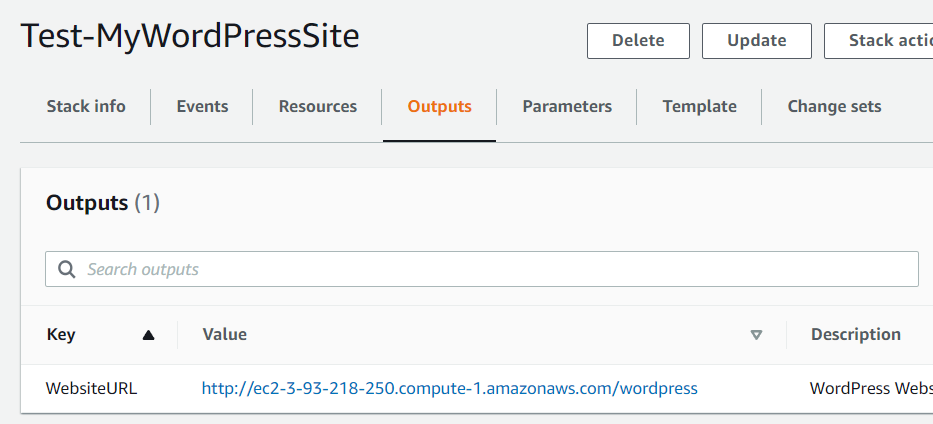 Test-MyWordPressSite
Delete Update Stack actio
Stack info Events Resources Outputs Parameters Template Change sets
Outputs (1)
Search outputs
Key Value Description
WebsiteURL http://ec2-3-93-218-250.compute-1.amazonaws.com/wordpress WordPress Webs